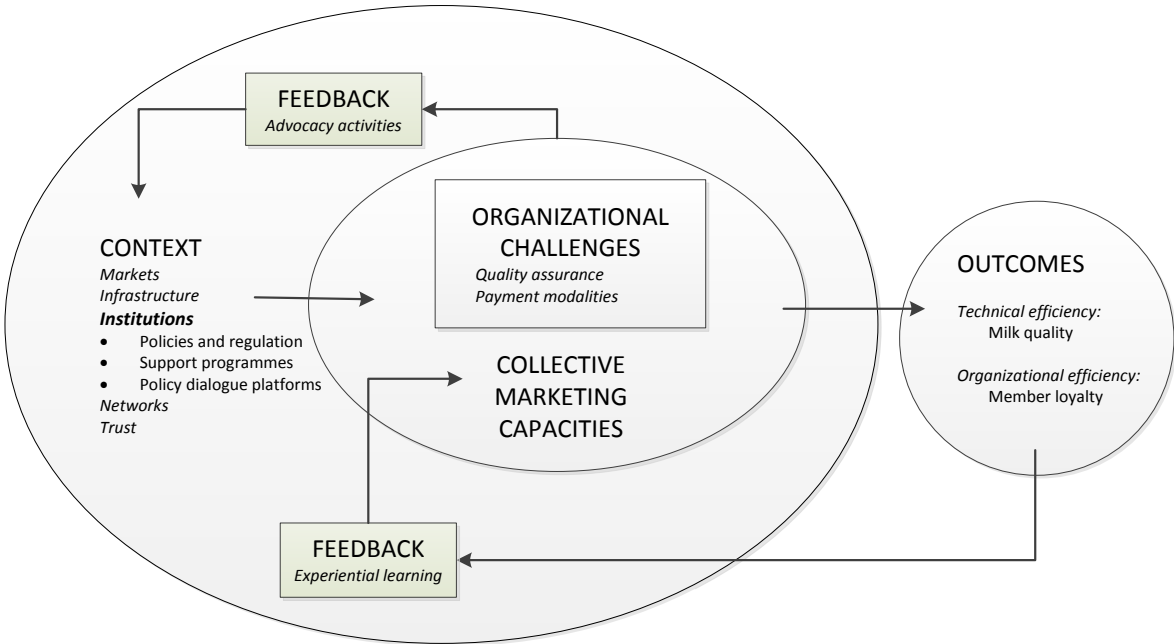 FEEDBACK
Advocacy activities
ORGANIZATIONAL
CHALLENGES
Quality assurance
Payment modalities
CONTEXT
Markets
Infrastructure
Institutions
• Policies and regulation
• Support programmes
• Policy dialogue platforms
Networks
Trust
COLLECTIVE
MARKETING
CAPACITIES
OUTCOMES
Technical efficiency:
Milk quality
Organizational efficiency:
Member loyalty
FEEDBACK
Experiential learning